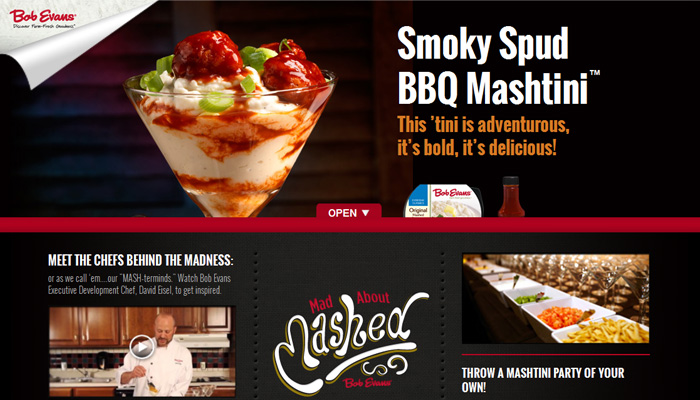 Bob Evans
Discover Farm-Fresh Goodness
Smoky Spud
BBQ Mashtini™
This 'tini is adventurous,
it's bold, it's delicious!
Bob Evans
Original
OPEN ▼
MEET THE CHEFS BEHIND THE MADNESS:
or as we call 'em....our "MASH-terminds." Watch Bob Evans
Executive Development Chef, David Eisel, to get inspired.
Mad About
Mashed
Bob Evans
THROW A MASHTINI PARTY OF YOUR
OWN!